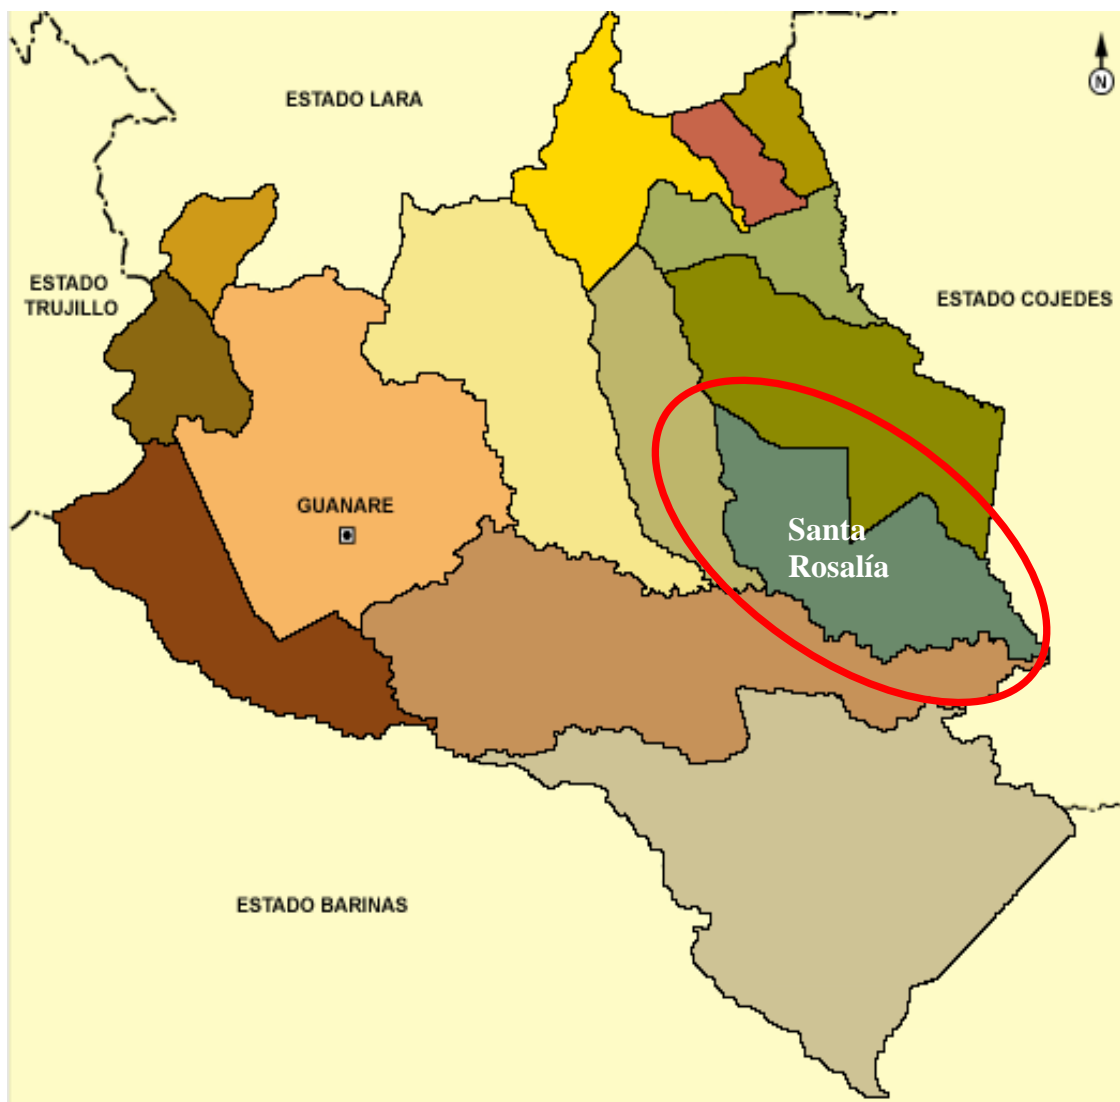 N
ESTADO LARA
ESTADO
TRUJILLO
ESTADO COJEDES
GUANARE
Santa
Rosalía
ESTADO BARINAS